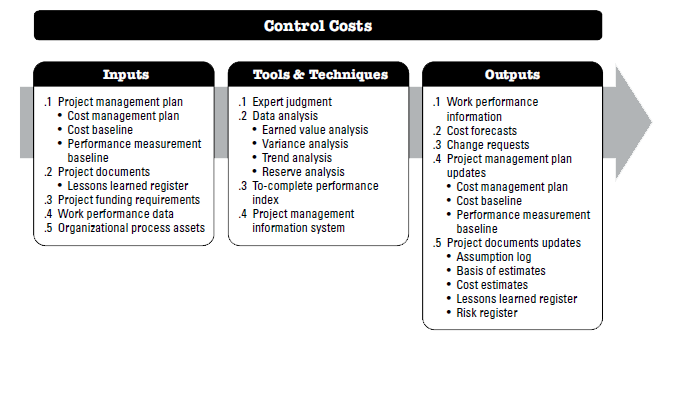 Control Costs
Inputs
.1 Project management plan
• Cost management plan
• Cost baseline
• Performance measurement
baseline
.2 Project documents
• Lessons learned register
.3 Project funding requirements
.4 Work performance data
.5 Organizational process assets
Tools & Techniques
.1 Expert judgment
.2 Data analysis
• Earned value analysis
• Variance analysis
• Trend analysis
• Reserve analysis
.3 To-complete performance
index
.4 Project management
information system
Outputs
.1 Work performance
information
.2 Cost forecasts
.3 Change requests
.4 Project management plan
updates
• Cost management plan
• Cost baseline
• Performance measurement
baseline
.5 Project documents updates
• Assumption log
• Basis of estimates
• Cost estimates
• Lessons learned register
• Risk register